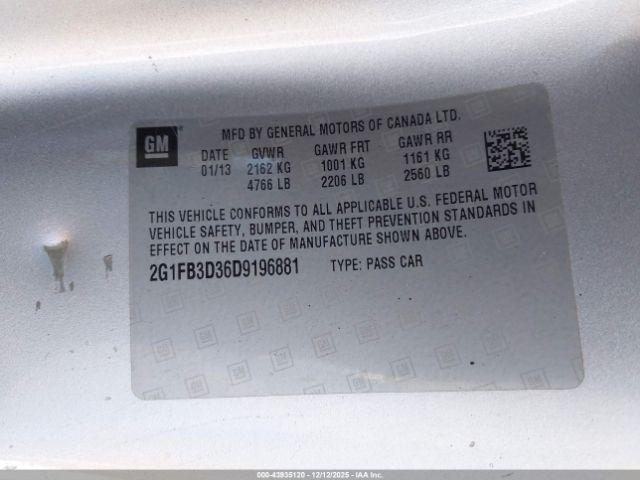 GM
MFD BY GENERAL MOTORS OF CANADA LTD.
DATE GVWR GAWR FRT GAWR RR
01/13 2162 KG 1001 KG 1161 KG
4766 LB 2206 LB 2560 LB
THIS VEHICLE CONFORMS TO ALL APPLICABLE U.S. FEDERAL MOTOR
VEHICLE SAFETY, BUMPER, AND THEFT PREVENTION STANDARDS IN
EFFECT ON THE DATE OF MANUFACTURE SHOWN ABOVE.
2G1FB3D36D9196881 TYPE: PASS CAR
000-43935120 - 12/12/2025 - IAAI.COM